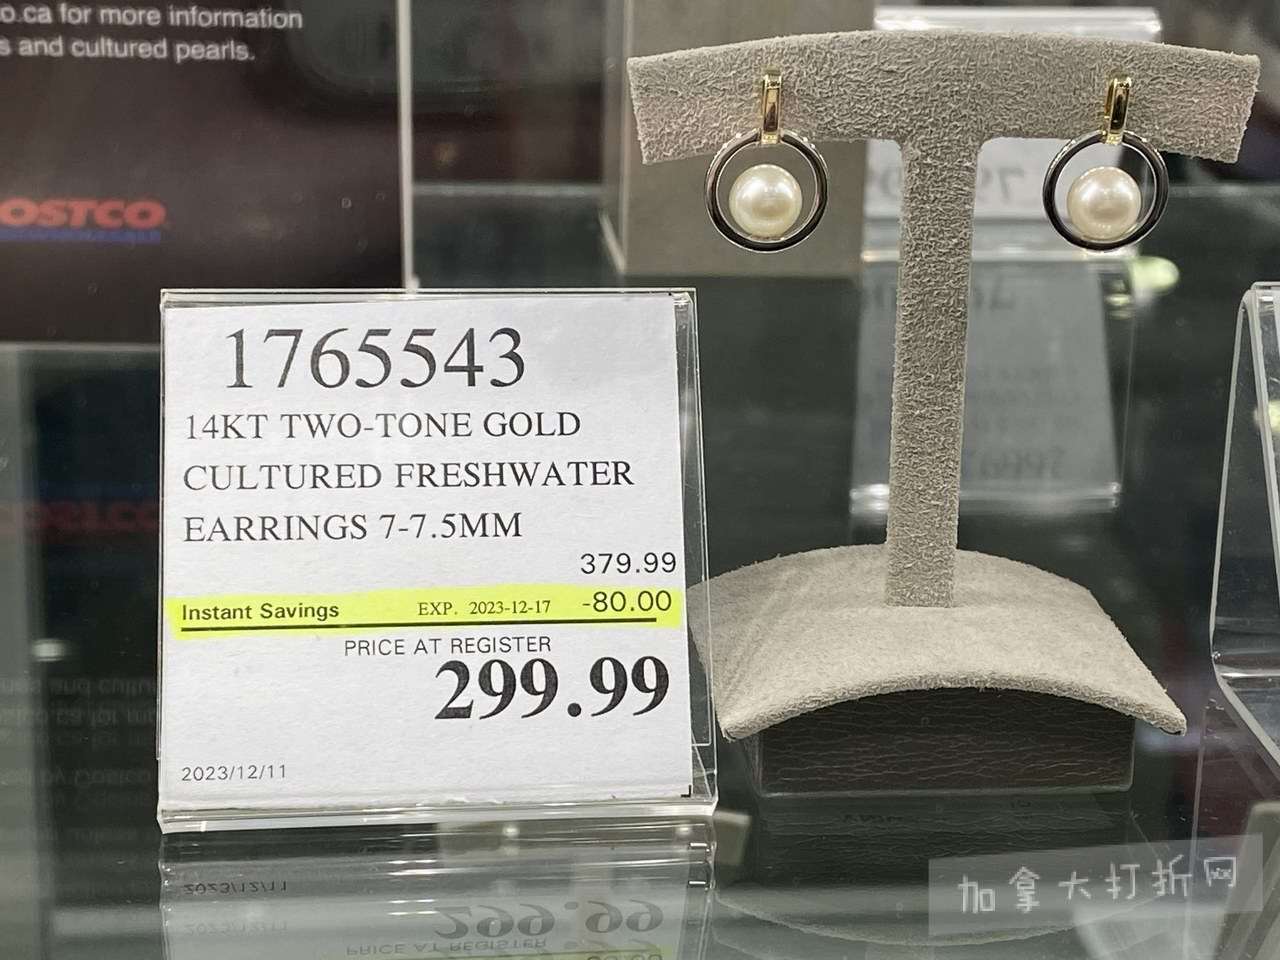 o.ca for more information
s and cultured pearls.
OSTCO
1765543
14KT TWO-TONE GOLD
CULTURED FRESHWATER
EARRINGS 7-7.5MM
379.99
Instant Savings EXP. 2023-12-17 -80.00
PRICE AT REGISTER
299.99
2023/12/11
加拿大打折网